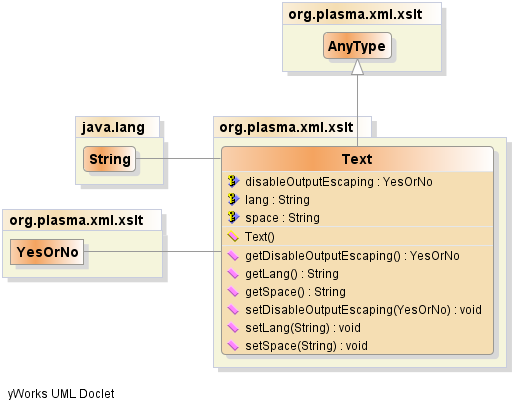 org.plasma.xml.xslt
AnyType
java.lang
String
org.plasma.xml.xslt
YesOrNo
org.plasma.xml.xslt
Text
disableOutputEscaping : YesOrNo
lang : String
space : String
Text()
getDisableOutputEscaping() : YesOrNo
getLang() : String
getSpace() : String
setDisableOutputEscaping(YesOrNo) : void
setLang(String) : void
setSpace(String) : void
yWorks UML Doclet